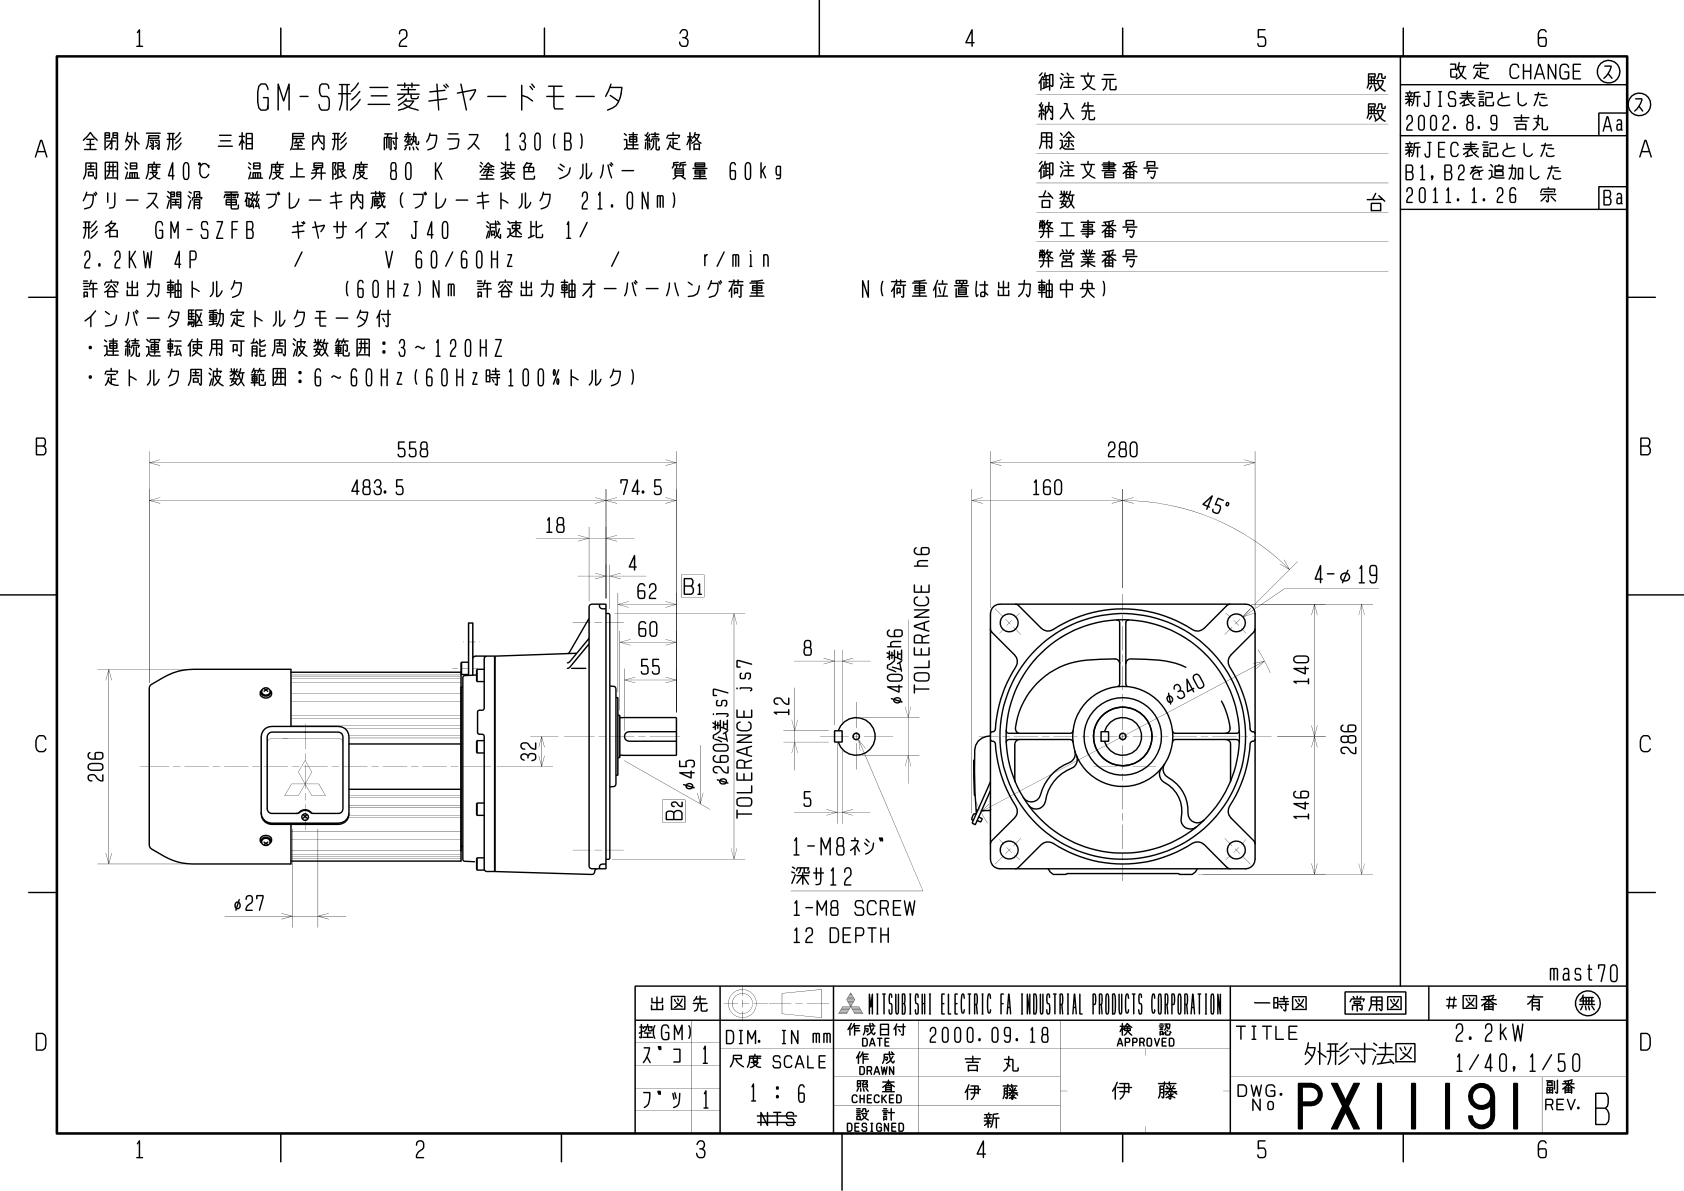 1 2 3 4 5 6
A
B
C
D
GM-S形三菱ギヤードモータ
全閉外扇形 三相 屋内形 耐熱クラス 130(B) 連続定格
周囲温度40℃ 温度上昇限度 80 K 塗装色 シルバー 質量 60kg
グリース潤滑 電磁ブレーキ内蔵(ブレーキトルク 21.0Nm)
形名 GM-SZFB ギヤサイズ J40 減速比 1/
2.2KW 4P / V 60/60Hz / r/min
許容出力軸トルク (60Hz)Nm 許容出力軸オーバーハング荷重 N(荷重位置は出力軸中央)
インバータ駆動定トルクモータ付
・連続運転使用可能周波数範囲:3~120HZ
・定トルク周波数範囲:6~60Hz(60Hz時100%トルク)
御注文元 殿
納入先 殿
用途
御注文書番号
台数 台
弊工事番号
弊営業番号
改定 CHANGE ス
新JIS表記とした ス
2002.8.9 吉丸 Aa
新JEC表記とした
B1,B2を追加した
2011.1.26 宗 Ba
A
B
C
D
558
483.5 74.5
18
4
62 B1
60
55
206
32
φ27
φ45
B2
φ260公差js7
TOLERANCE js7
8
12
5
φ40公差h6
TOLERANCE h6
1-M8ネジ
深サ12
1-M8 SCREW
12 DEPTH
280
160
45°
4-φ19
φ340
140
146
286
mast70
出図先
控(GM)
ズコ 1
ブツ 1
DIM. IN mm
尺度 SCALE
1 : 6
NTS
MITSUBISHI ELECTRIC FA INDUSTRIAL PRODUCTS CORPORATION
作成日付 DATE 2000.09.18
作成 DRAWN 吉丸
照査 CHECKED 伊藤
設計 DESIGNED 新
検認 APPROVED
伊藤
一時図 常用図 #図番 有 無
TITLE
外形寸法図
2.2kW
1/40,1/50
DWG. No PX11191
副番 REV. B
1 2 3 4 5 6